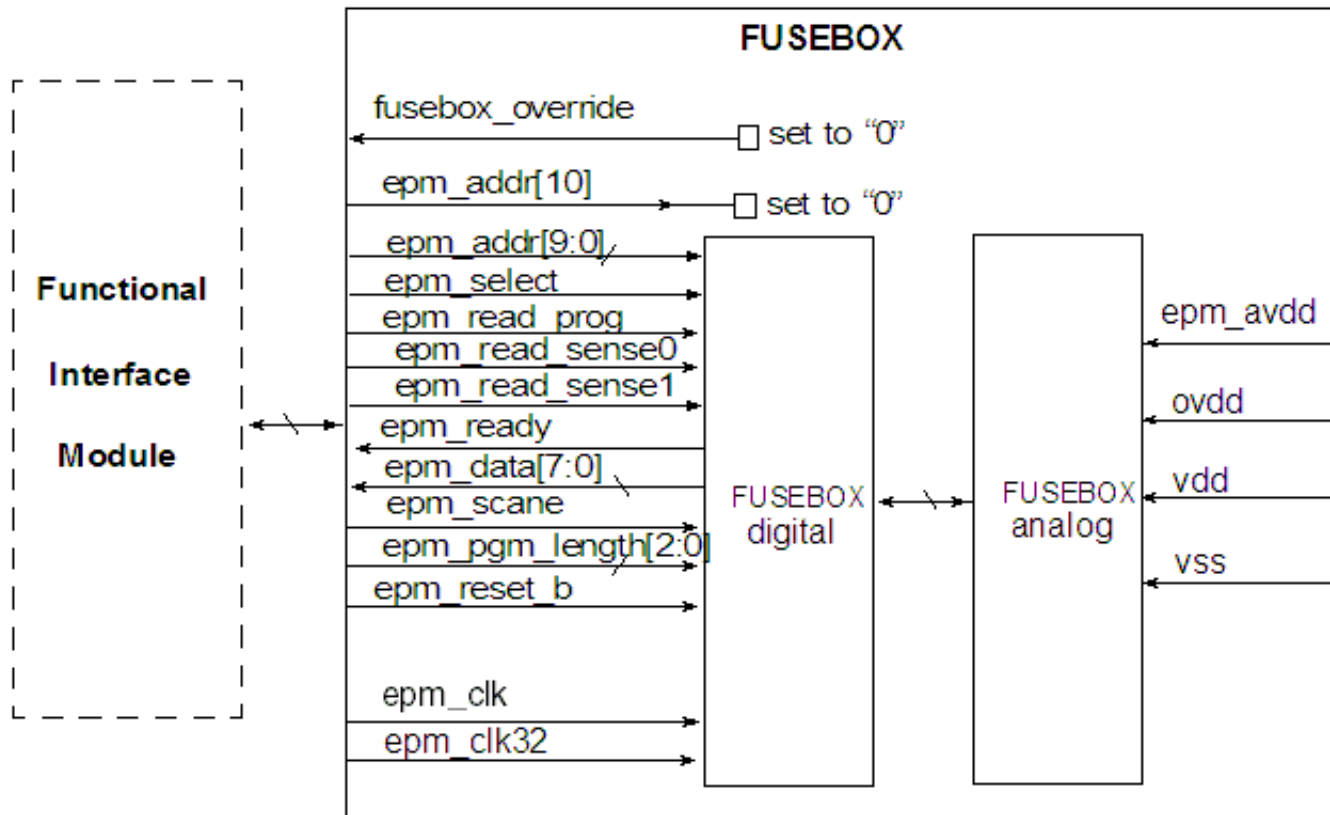 FUSEBOX
fusebox_override
set to “0”
epm_addr[10]
set to “0”
epm_addr[9:0]
epm_select
epm_read_prog
epm_read_sense0
epm_read_sense1
epm_ready
epm_data[7:0]
epm_scane
epm_pgm_length[2:0]
epm_reset_b
epm_clk
epm_clk32
Functional
Interface
Module
FUSEBOX
digital
FUSEBOX
analog
epm_avdd
ovdd
vdd
vss